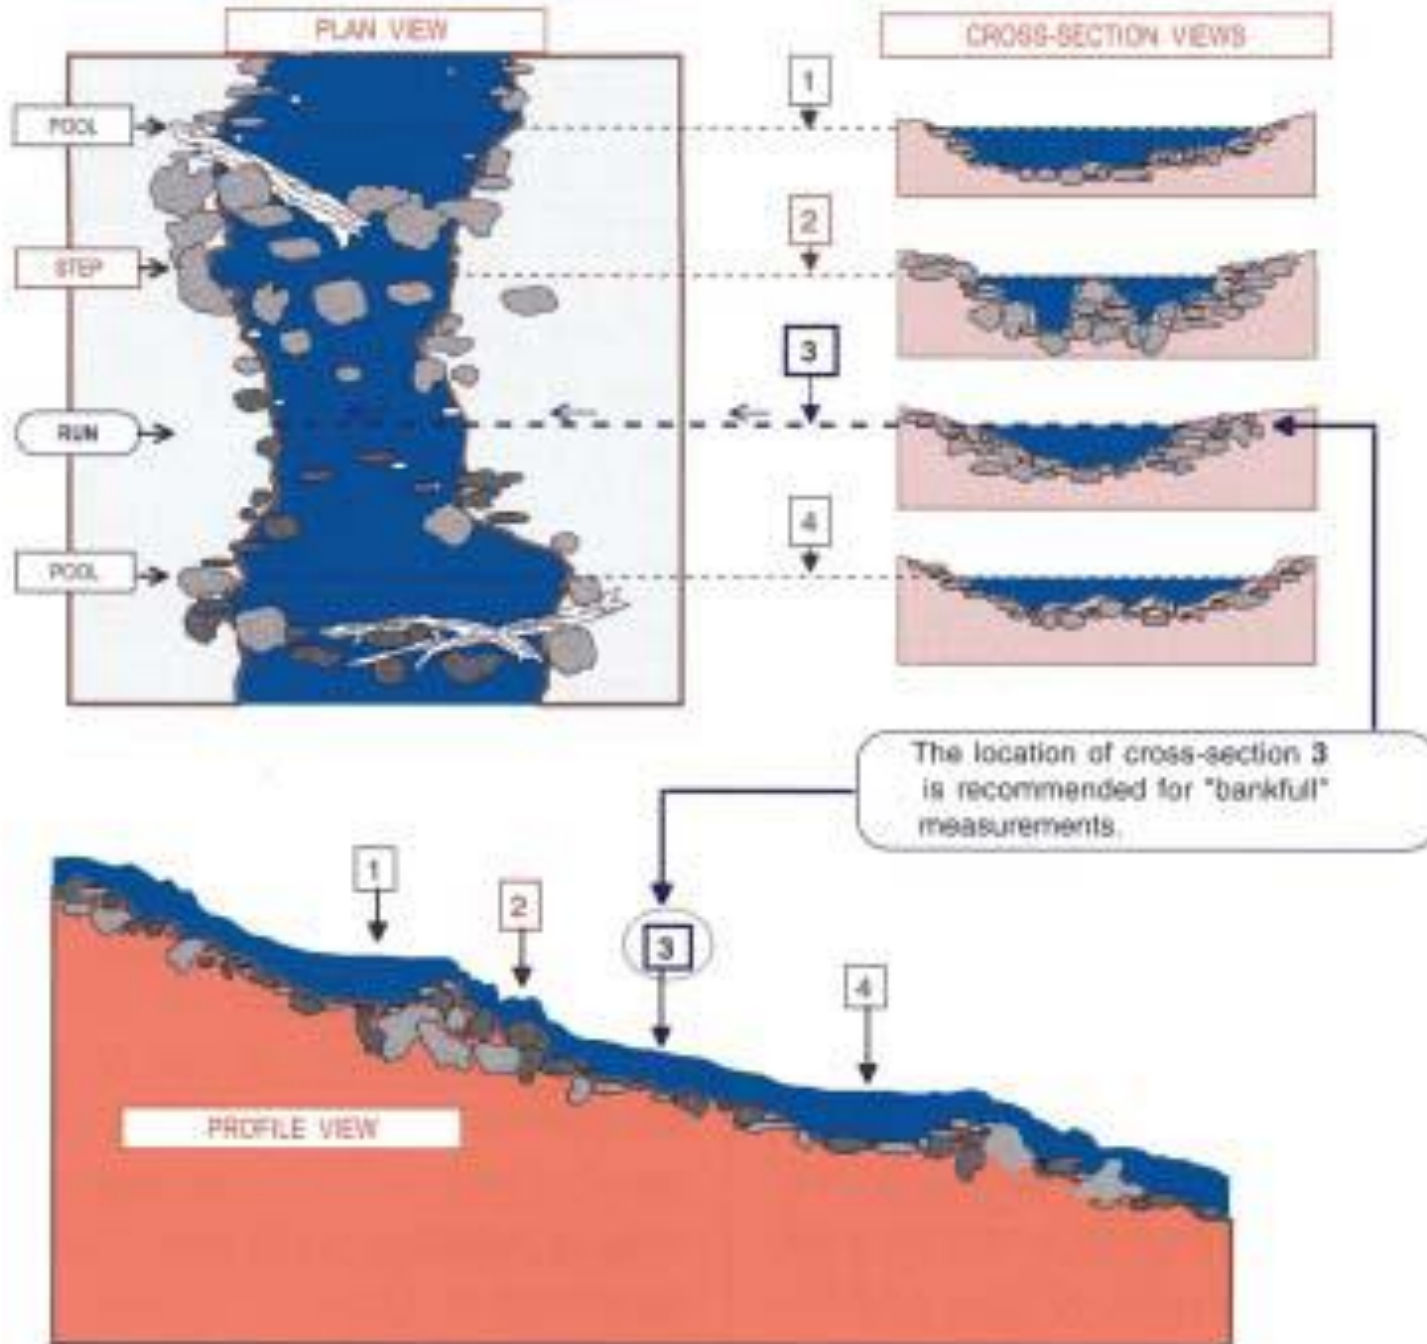 PLAN VIEW
CROSS-SECTION VIEWS
POOL
1
STEP
2
RUN
3
POOL
4
The location of cross-section 3
is recommended for "bankfull"
measurements.
1
2
3
4
PROFILE VIEW